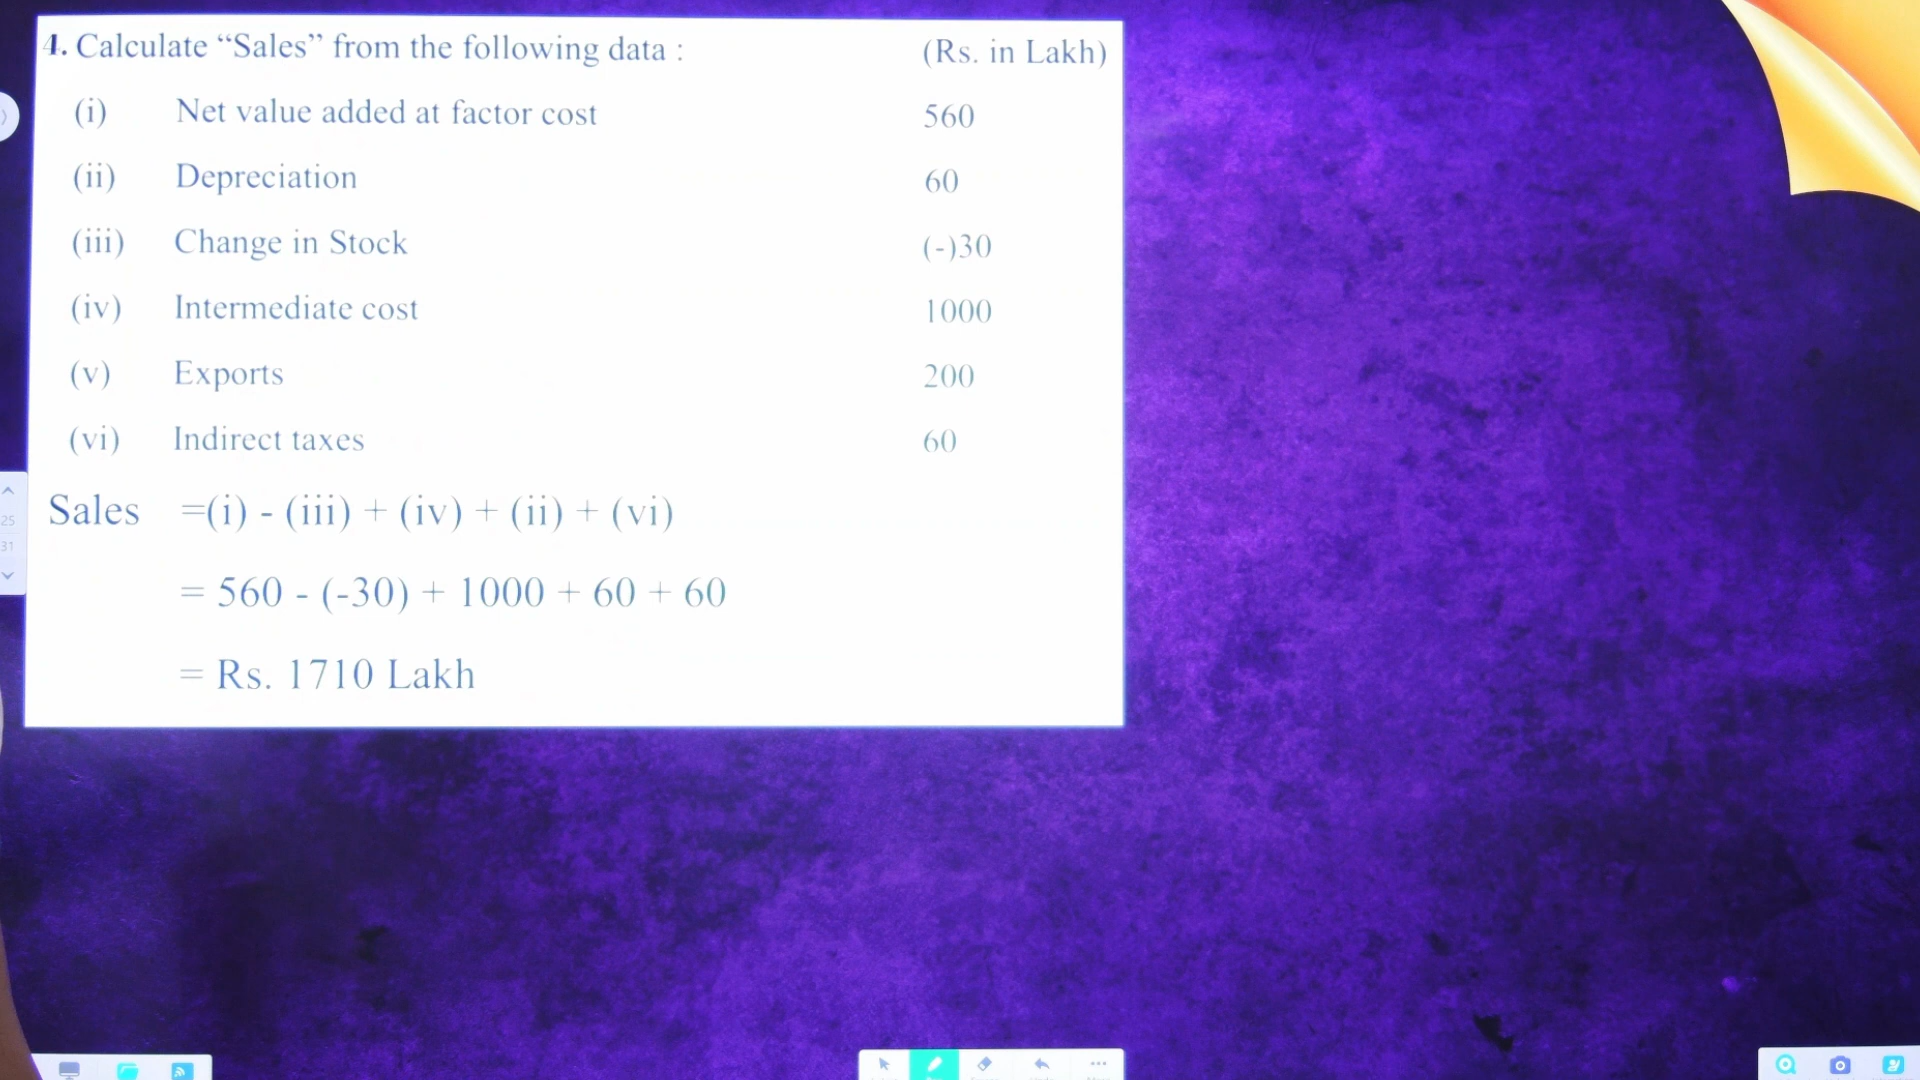 4. Calculate “Sales” from the following data : (Rs. in Lakh)
(i) Net value added at factor cost 560
(ii) Depreciation 60
(iii) Change in Stock (-)30
(iv) Intermediate cost 1000
(v) Exports 200
(vi) Indirect taxes 60
Sales =(i) - (iii) + (iv) + (ii) + (vi)
= 560 - (-30) + 1000 + 60 + 60
= Rs. 1710 Lakh
25
31